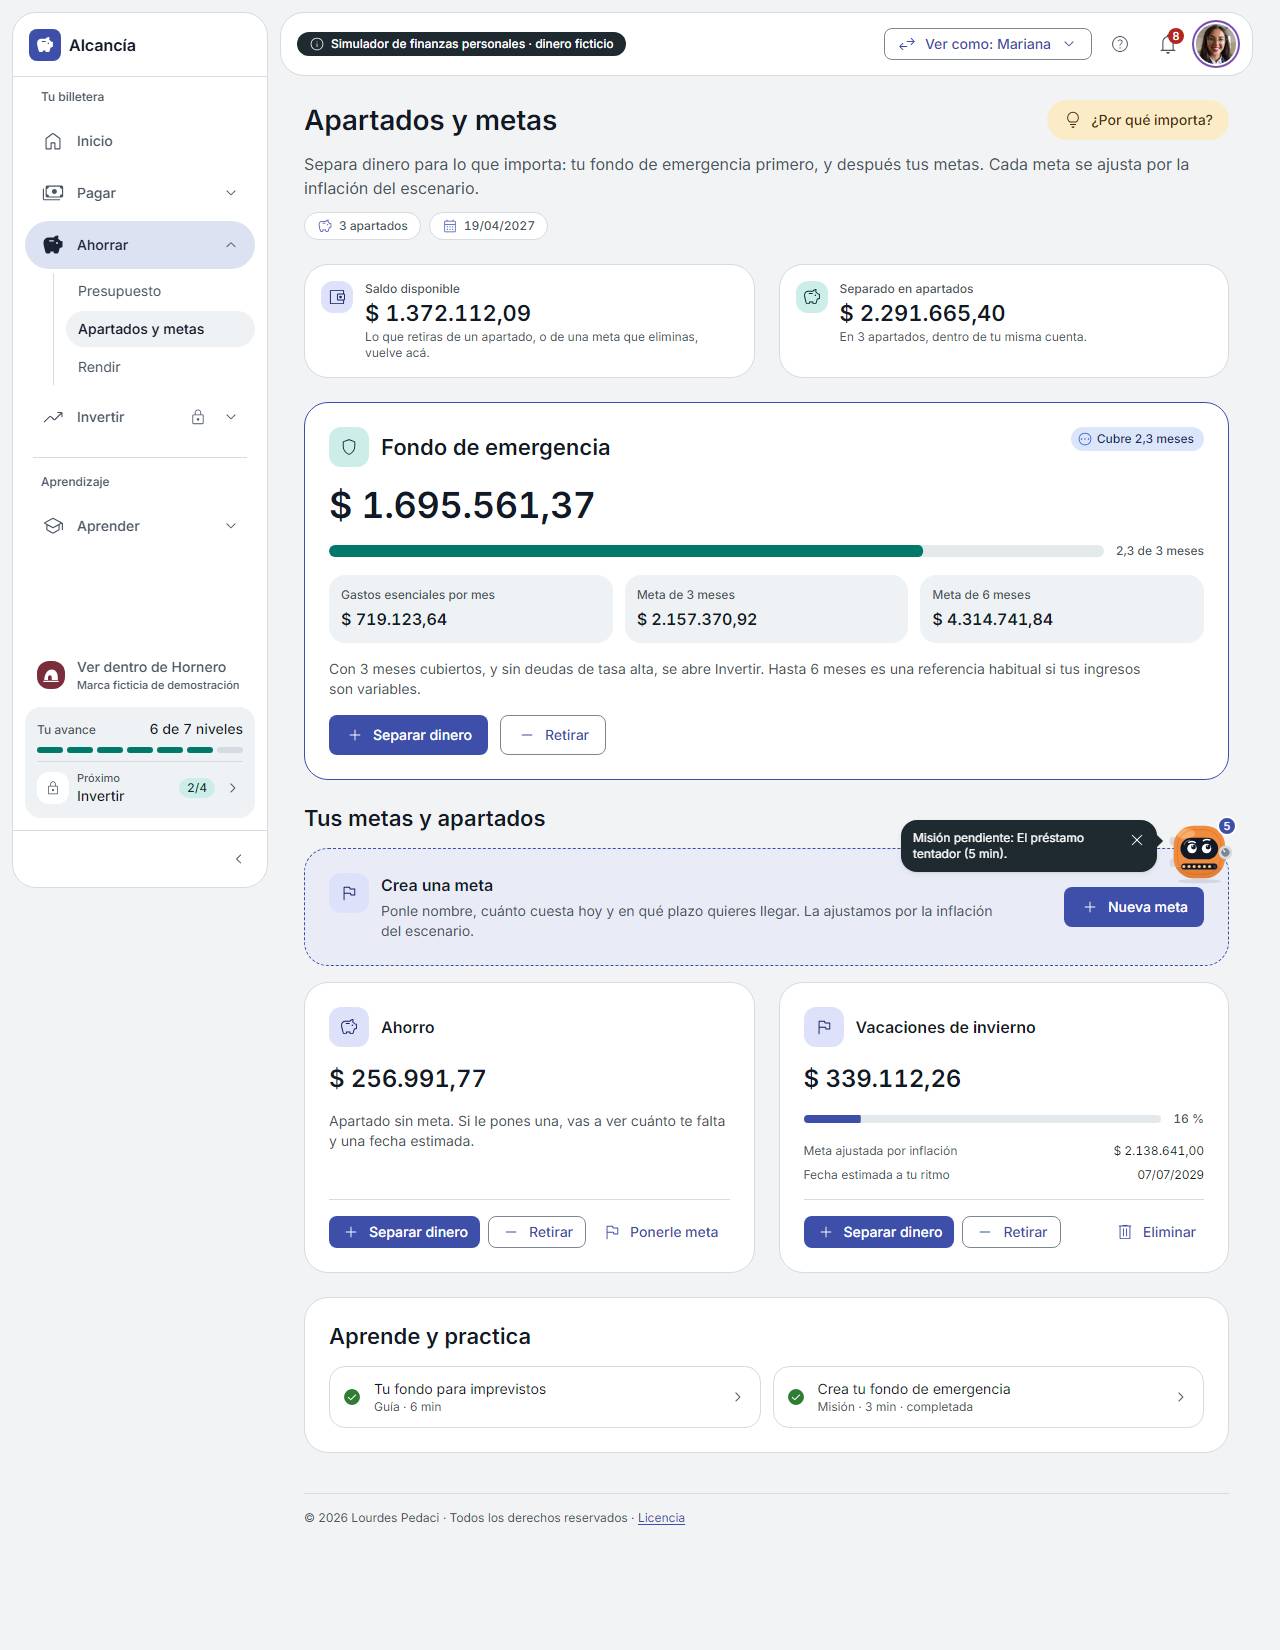 Alcancía
Simulador de finanzas personales · dinero ficticio
Ver como: Mariana
8
Tu billetera
Inicio
Pagar
Ahorrar
Presupuesto
Apartados y metas
Rendir
Invertir
Aprendizaje
Aprender
Ver dentro de Hornero
Marca ficticia de demostración
Tu avance
6 de 7 niveles
Próximo
Invertir
2/4
Apartados y metas
¿Por qué importa?
Separa dinero para lo que importa: tu fondo de emergencia primero, y después tus metas. Cada meta se ajusta por la
inflación del escenario.
3 apartados
19/04/2027
Saldo disponible
$ 1.372.112,09
Lo que retiras de un apartado, o de una meta que eliminas,
vuelve acá.
Separado en apartados
$ 2.291.665,40
En 3 apartados, dentro de tu misma cuenta.
Fondo de emergencia
Cubre 2,3 meses
$ 1.695.561,37
2,3 de 3 meses
Gastos esenciales por mes
$ 719.123,64
Meta de 3 meses
$ 2.157.370,92
Meta de 6 meses
$ 4.314.741,84
Con 3 meses cubiertos, y sin deudas de tasa alta, se abre Invertir. Hasta 6 meses es una referencia habitual si tus ingresos
son variables.
Separar dinero
Retirar
Tus metas y apartados
Misión pendiente: El préstamo
tentador (5 min).
5
Crea una meta
Ponle nombre, cuánto cuesta hoy y en qué plazo quieres llegar. La ajustamos por la inflación
del escenario.
Nueva meta
Ahorro
$ 256.991,77
Apartado sin meta. Si le pones una, vas a ver cuánto te falta
y una fecha estimada.
Separar dinero
Retirar
Ponerle meta
Vacaciones de invierno
$ 339.112,26
16 %
Meta ajustada por inflación
$ 2.138.641,00
Fecha estimada a tu ritmo
07/07/2029
Separar dinero
Retirar
Eliminar
Aprende y practica
Tu fondo para imprevistos
Guía · 6 min
Crea tu fondo de emergencia
Misión · 3 min · completada
© 2026 Lourdes Pedaci · Todos los derechos reservados · Licencia